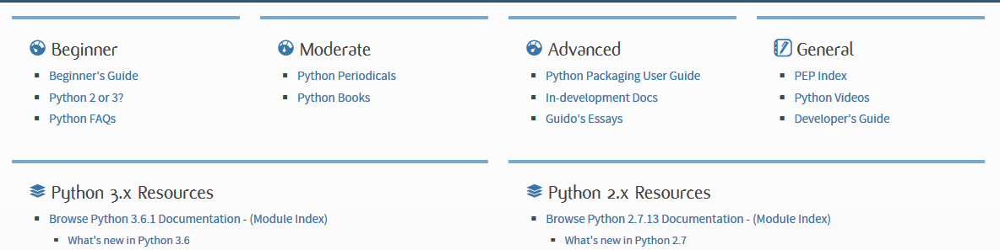 Beginner
Beginner’s Guide
Python 2 or 3?
Python FAQs
Moderate
Python Periodicals
Python Books
Advanced
Python Packaging User Guide
In-development Docs
Guido’s Essays
General
PEP Index
Python Videos
Developer’s Guide
Python 3.x Resources
Browse Python 3.6.1 Documentation - (Module Index)
What's new in Python 3.6
Python 2.x Resources
Browse Python 2.7.13 Documentation - (Module Index)
What's new in Python 2.7